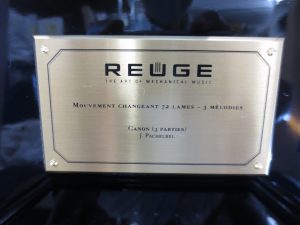 REUGE
THE ART OF MECHANICAL MUSIC
MOUVEMENT CHANGEANT 72 LAMES - 3 MÉLODIES
CANON (3 PARTIES)
J. PACHELBEL